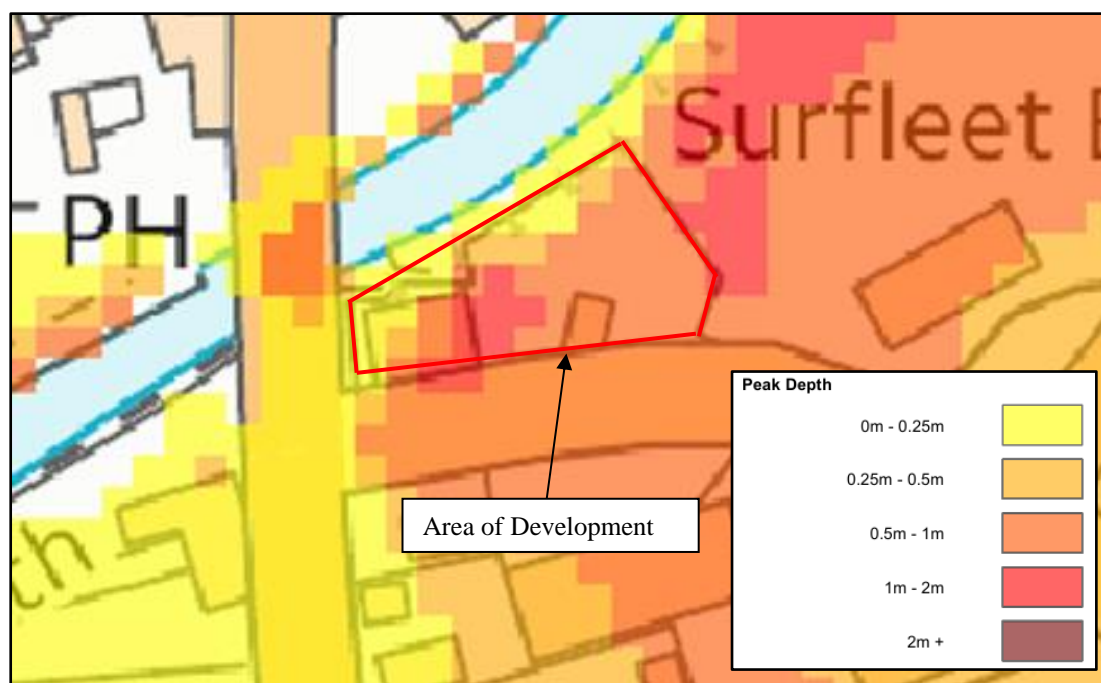 Surfleet
PH
Peak Depth
0m - 0.25m
0.25m - 0.5m
0.5m - 1m
1m - 2m
2m +
Area of Development